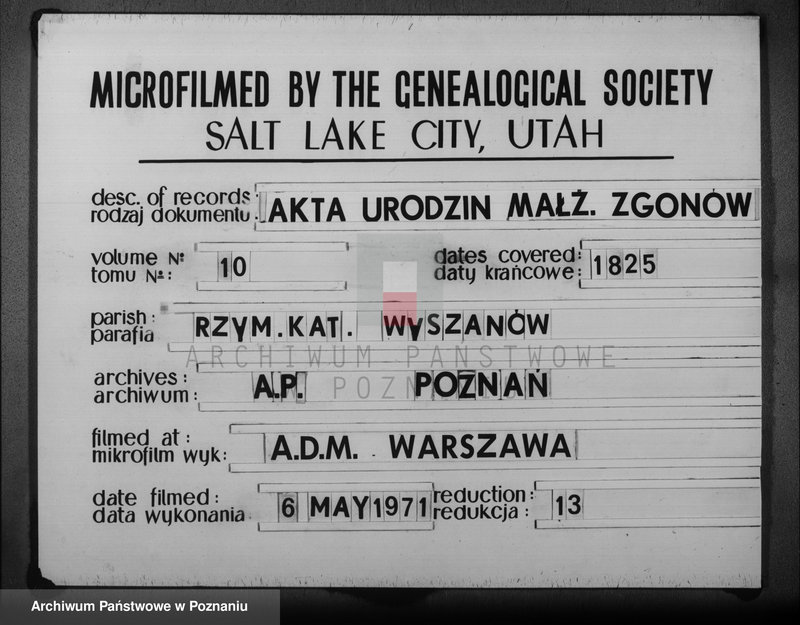 MICROFILMED BY THE GENEALOGICAL SOCIETY
SALT LAKE CITY, UTAH
desc. of records:
rodzaj dokumentu: AKTA URODZIN MAŁŻ. ZGONÓW
volume Nº
tomu Nº: 10
dates covered:
daty krańcowe: 1825
parish:
parafia RZYM.KAT. WYSZANÓW
ARCHIWUM PAŃSTWOWE
W POZNANIU
archives:
archiwum: A.P. POZNAŃ
filmed at:
mikrofilm wyk: A.D.M. WARSZAWA
date filmed:
data wykonania 6 MAY 1971
reduction:
redukcja: 13
Archiwum Państwowe w Poznaniu